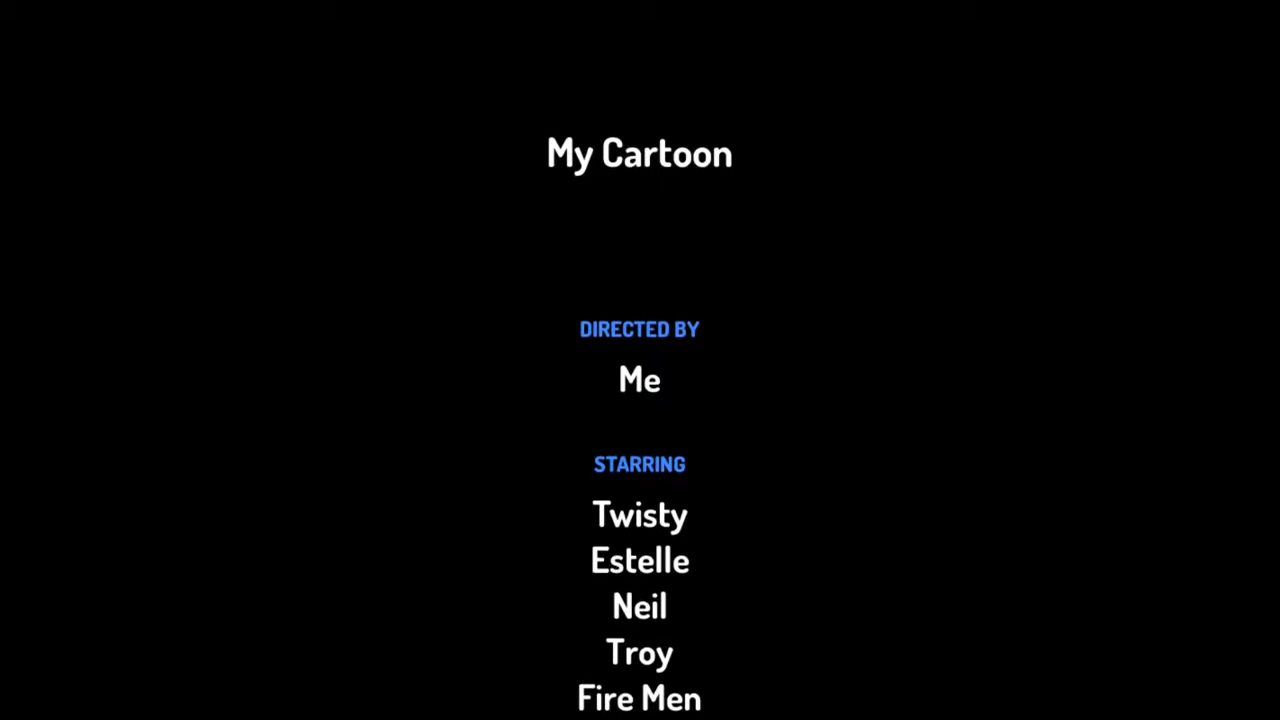 My Cartoon
DIRECTED BY
Me
STARRING
Twisty
Estelle
Neil
Troy
Fire Men